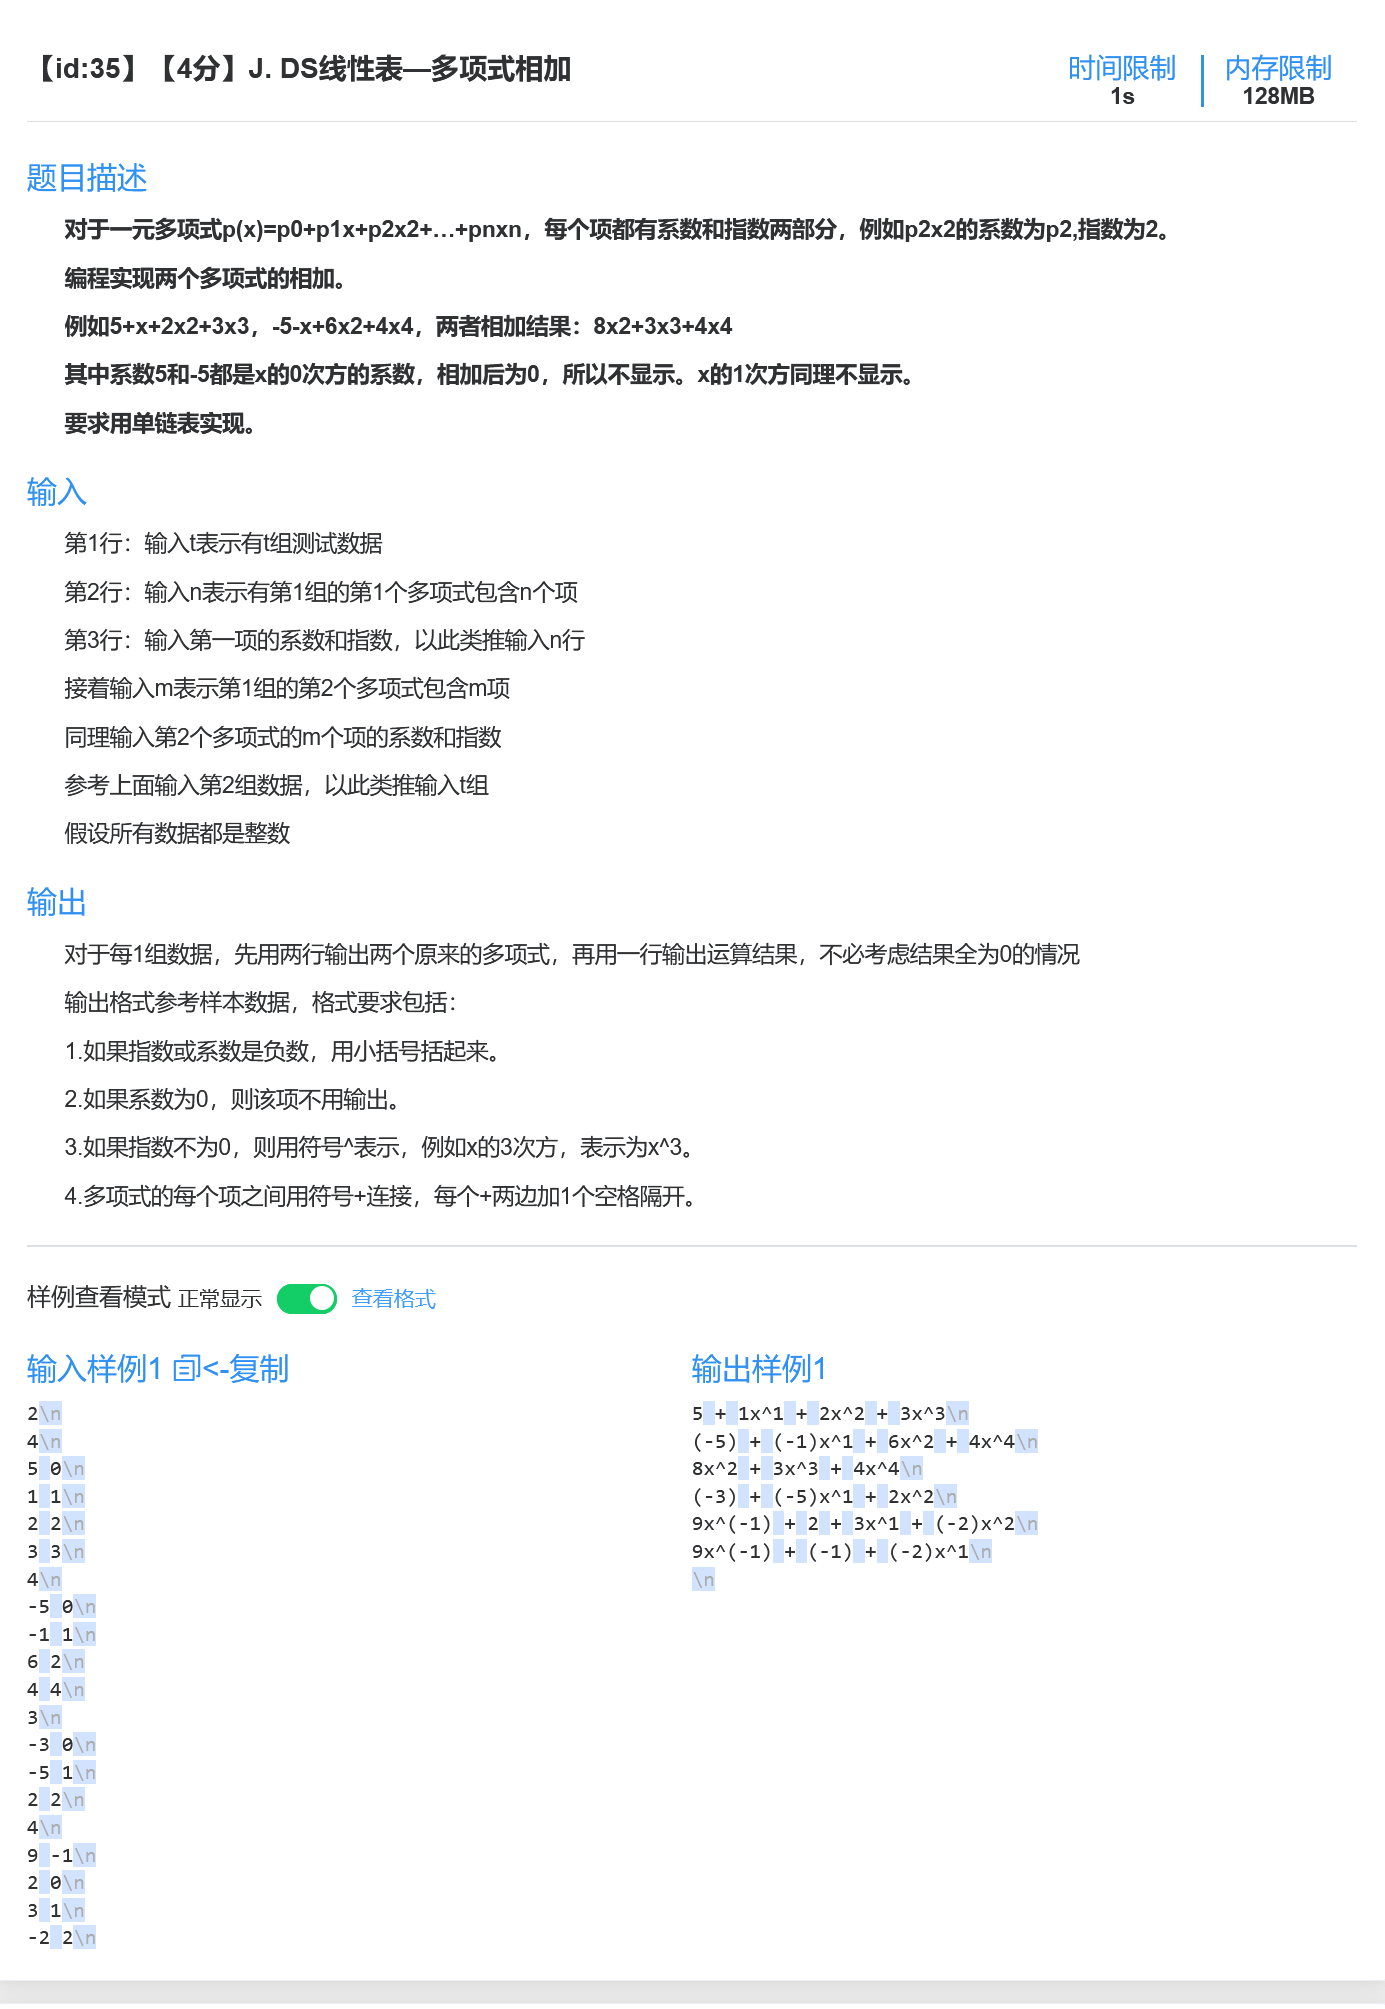 【id:35】【4分】J. DS线性表—多项式相加
时间限制
1s
内存限制
128MB
题目描述
对于一元多项式p(x)=p0+p1x+p2x2+…+pnxn，每个项都有系数和指数两部分，例如p2x2的系数为p2,指数为2。
编程实现两个多项式的相加。
例如5+x+2x2+3x3，-5-x+6x2+4x4，两者相加结果：8x2+3x3+4x4
其中系数5和-5都是x的0次方的系数，相加后为0，所以不显示。x的1次方同理不显示。
要求用单链表实现。
输入
第1行：输入t表示有t组测试数据
第2行：输入n表示有第1组的第1个多项式包含n个项
第3行：输入第一项的系数和指数，以此类推输入n行
接着输入m表示第1组的第2个多项式包含m项
同理输入第2个多项式的m个项的系数和指数
参考上面输入第2组数据，以此类推输入t组
假设所有数据都是整数
输出
对于每1组数据，先用两行输出两个原来的多项式，再用一行输出运算结果，不必考虑结果全为0的情况
输出格式参考样本数据，格式要求包括：
1.如果指数或系数是负数，用小括号括起来。
2.如果系数为0，则该项不用输出。
3.如果指数不为0，则用符号^表示，例如x的3次方，表示为x^3。
4.多项式的每个项之间用符号+连接，每个+两边加1个空格隔开。
样例查看模式 正常显示 查看格式
输入样例1 <-复制
2\n
4\n
5 0\n
1 1\n
2 2\n
3 3\n
4\n
-5 0\n
-1 1\n
6 2\n
4 4\n
3\n
-3 0\n
-5 1\n
2 2\n
4\n
9 -1\n
2 0\n
3 1\n
-2 2\n
输出样例1
5 + 1x^1 + 2x^2 + 3x^3\n
(-5) + (-1)x^1 + 6x^2 + 4x^4\n
8x^2 + 3x^3 + 4x^4\n
(-3) + (-5)x^1 + 2x^2\n
9x^(-1) + 2 + 3x^1 + (-2)x^2\n
9x^(-1) + (-1) + (-2)x^1\n
\n